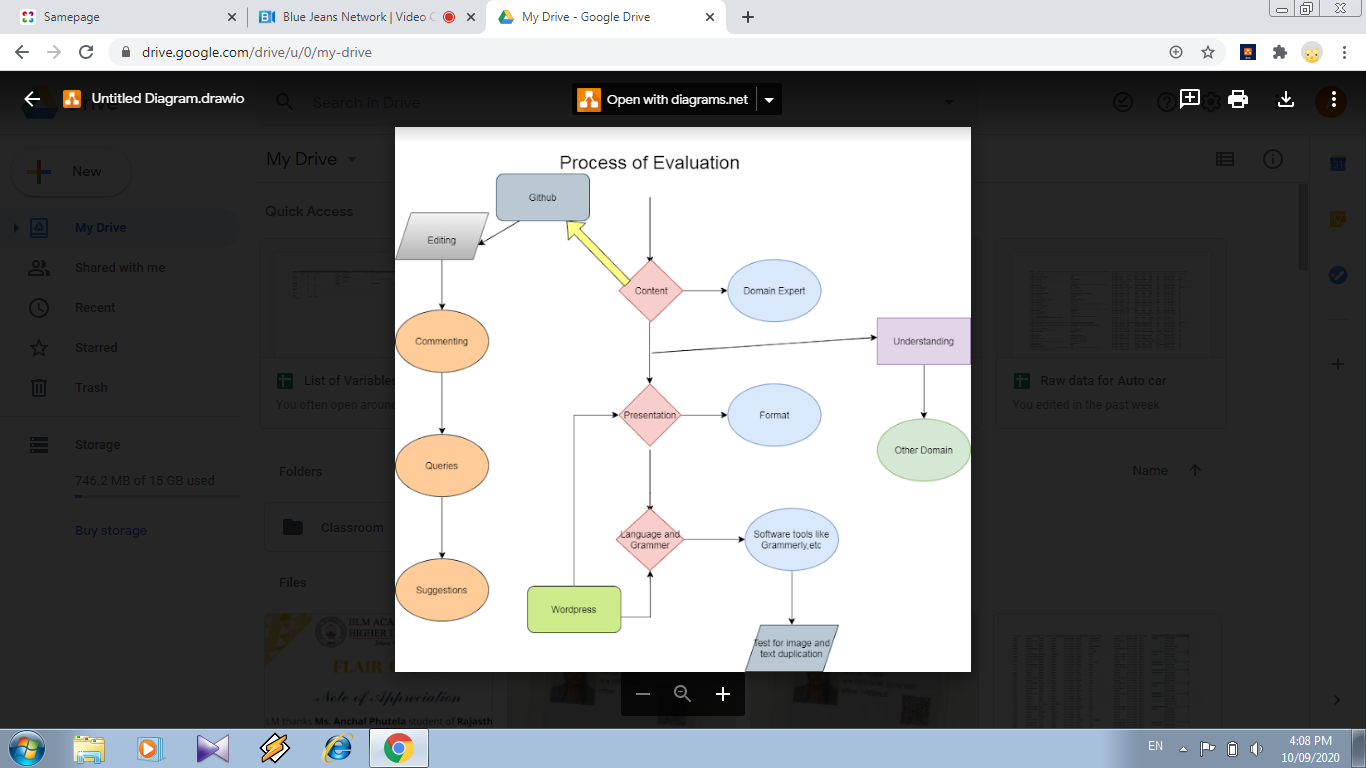 Samepage
Blue Jeans Network | Video C
My Drive - Google Drive
drive.google.com/drive/u/0/my-drive
Untitled Diagram.drawio
Search in Drive
Open with diagrams.net
New
My Drive
Shared with me
Recent
Starred
Trash
Storage
746.2 MB of 15 GB used
Buy storage
My Drive
Quick Access
List of Variable
You often open aroun
Raw data for Auto car
You edited in the past week
Folders
Name
Classroom
Files
FLAIR
Note of Appreciation
LM thanks Ms. Anchal Phutela student of Rajasth
Process of Evaluation
Github
Editing
Content
Domain Expert
Commenting
Understanding
Presentation
Format
Other Domain
Queries
Language and
Grammer
Software tools like
Grammerly,etc
Suggestions
Wordpress
Test for image and
text duplication
EN
4:08 PM
10/09/2020